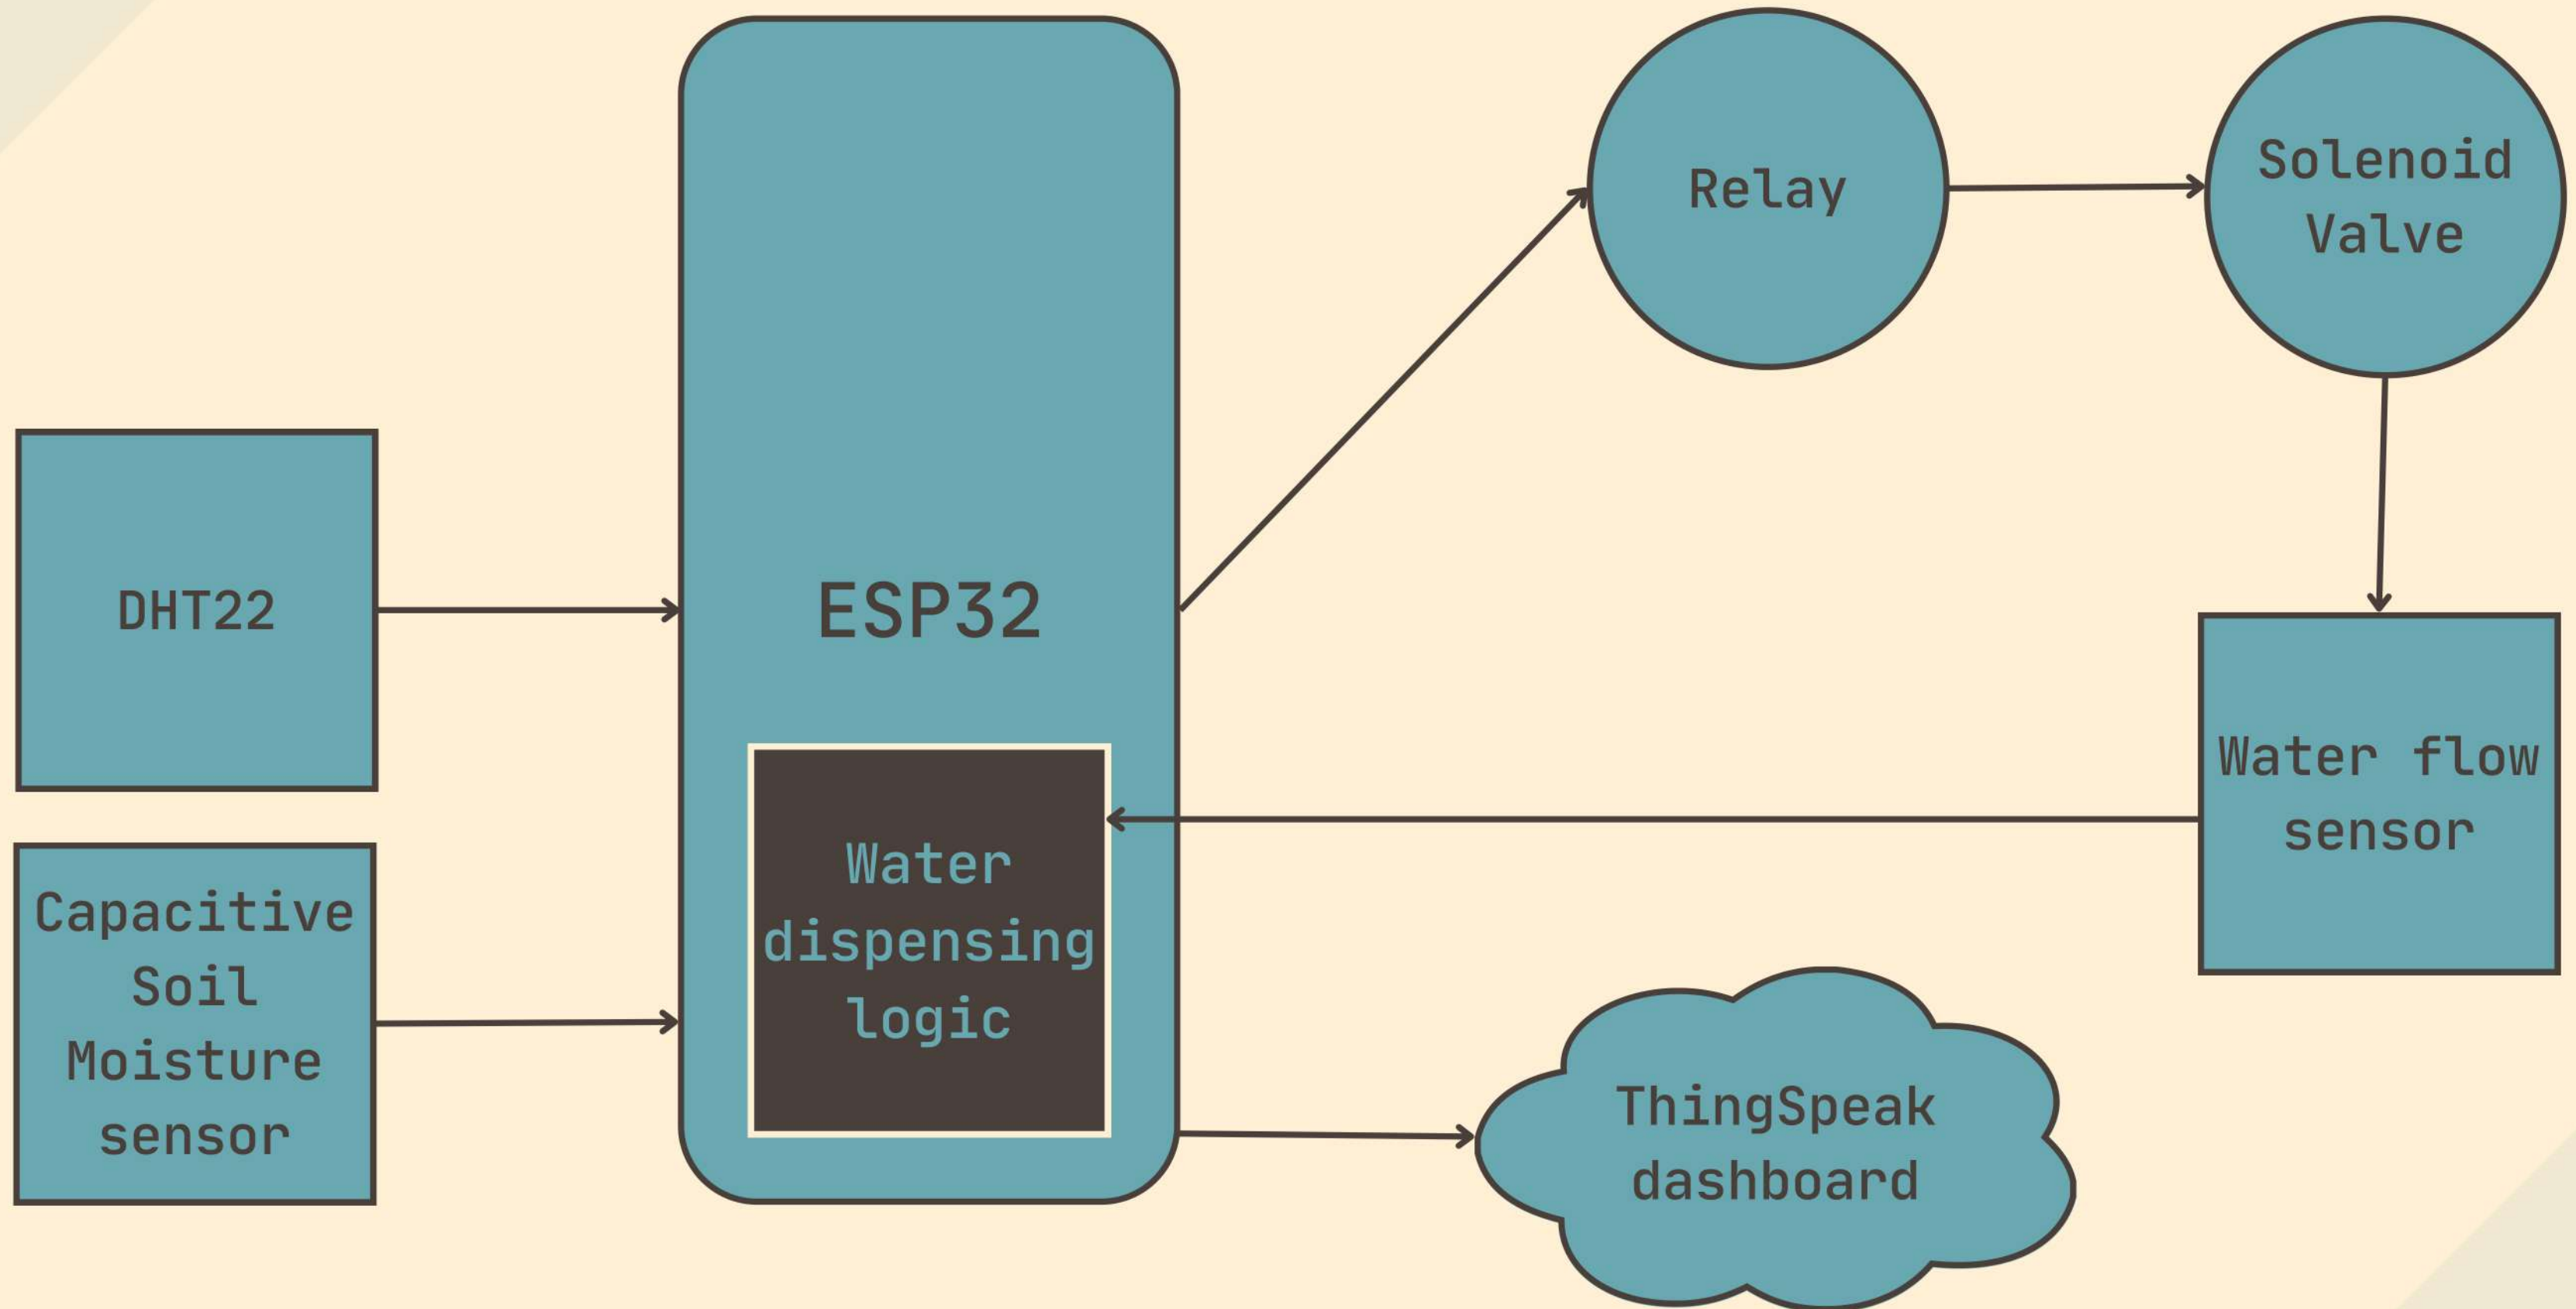 Relay
Solenoid
Valve
DHT22
ESP32
Water flow
sensor
Capacitive
Soil
Moisture
sensor
Water
dispensing
logic
ThingSpeak
dashboard